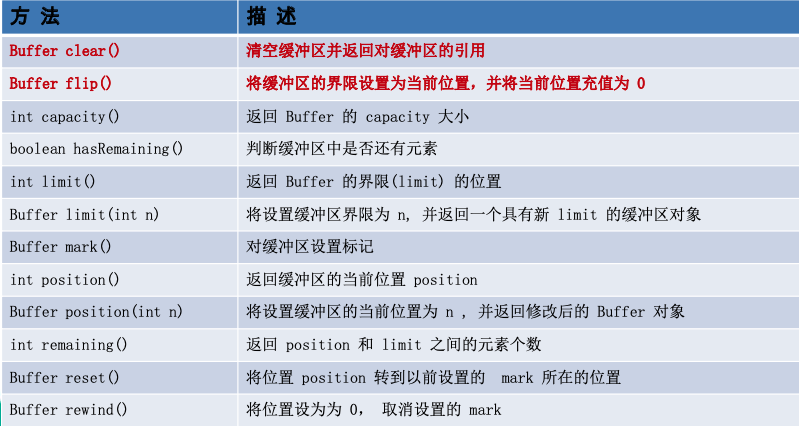 方 法 描 述
Buffer clear() 清空缓冲区并返回对缓冲区的引用
Buffer flip() 将缓冲区的界限设置为当前位置，并将当前位置充值为 0
int capacity() 返回 Buffer 的 capacity 大小
boolean hasRemaining() 判断缓冲区中是否还有元素
int limit() 返回 Buffer 的界限(limit) 的位置
Buffer limit(int n) 将设置缓冲区界限为 n, 并返回一个具有新 limit 的缓冲区对象
Buffer mark() 对缓冲区设置标记
int position() 返回缓冲区的当前位置 position
Buffer position(int n) 将设置缓冲区的当前位置为 n , 并返回修改后的 Buffer 对象
int remaining() 返回 position 和 limit 之间的元素个数
Buffer reset() 将位置 position 转到以前设置的 mark 所在的位置
Buffer rewind() 将位置设为为 0， 取消设置的 mark